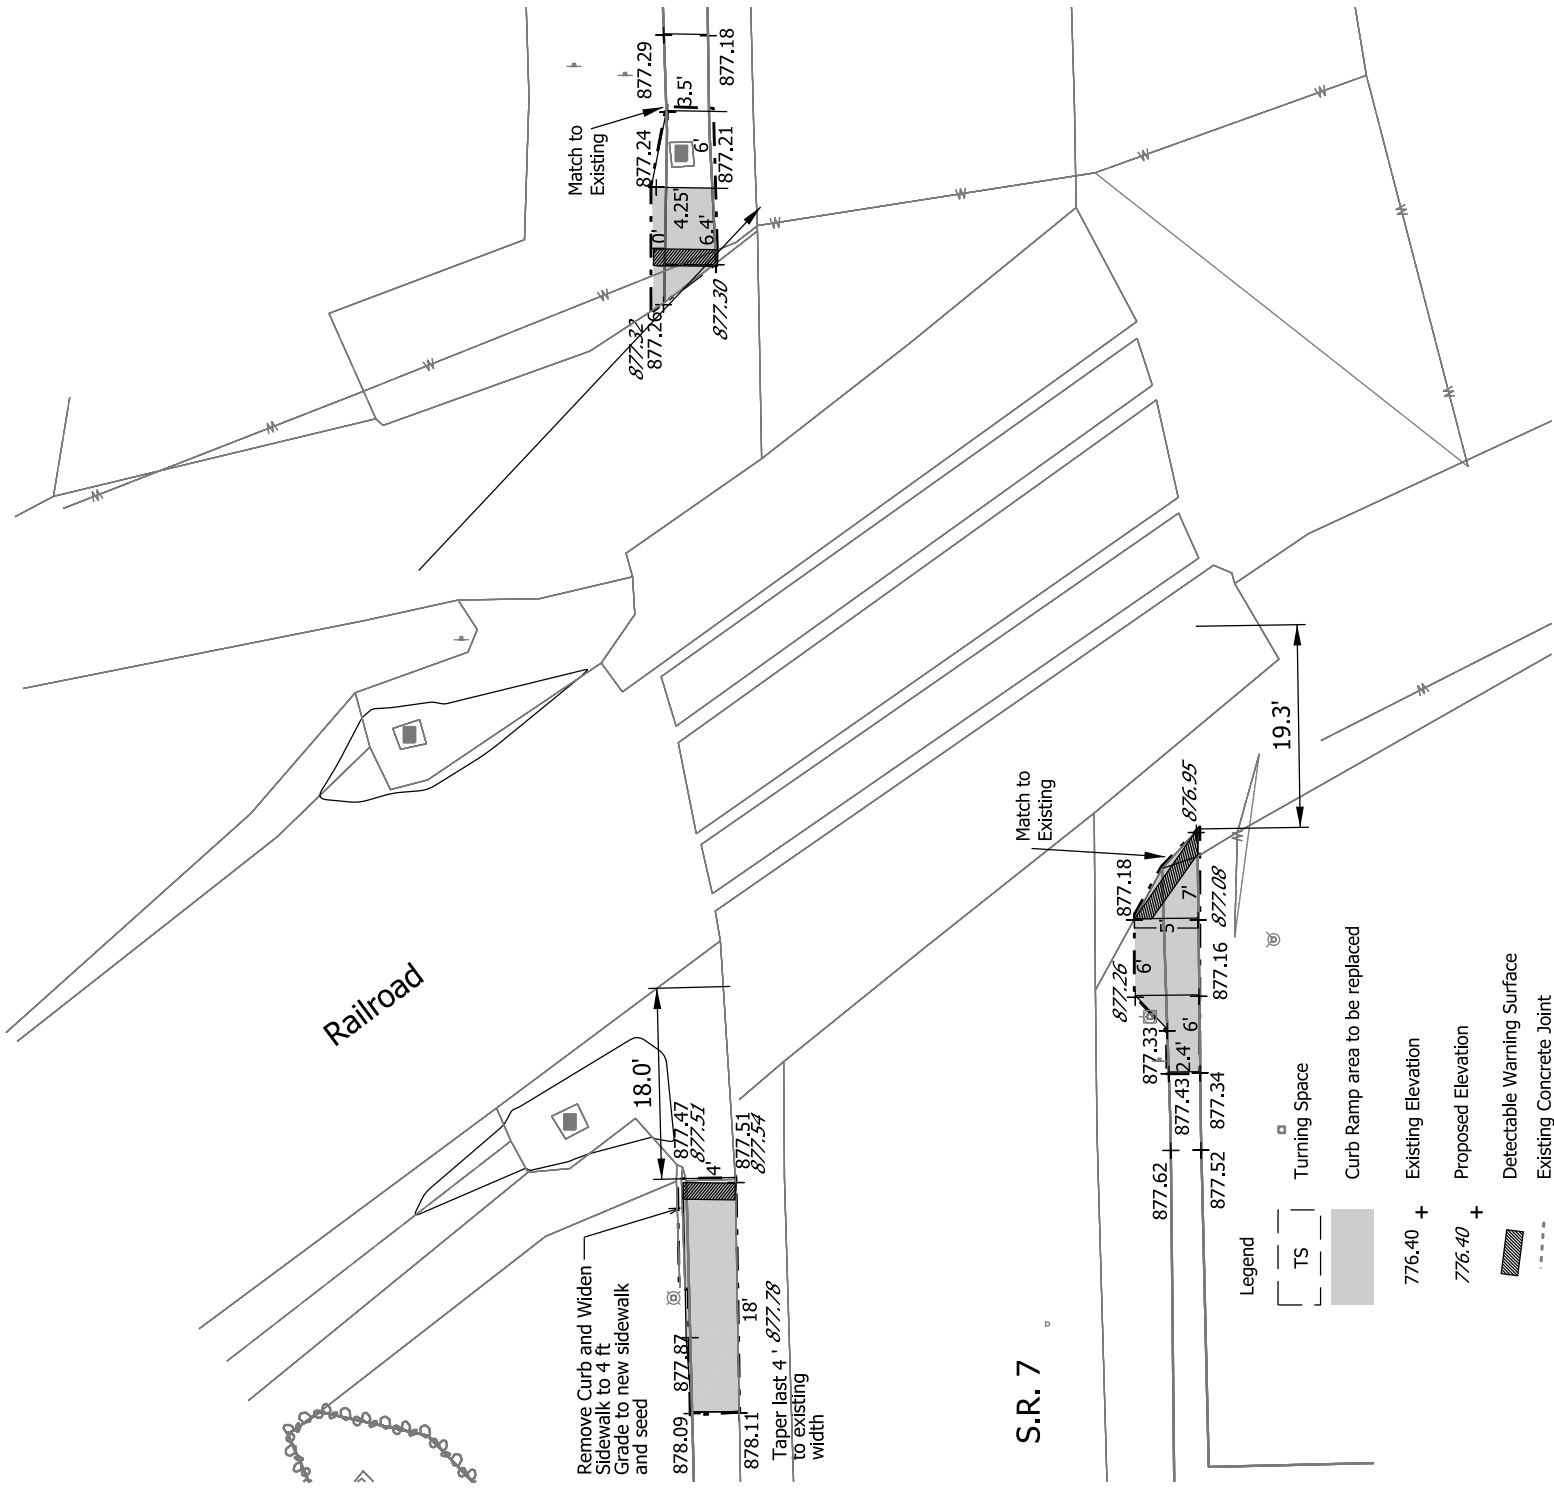 877.29
877.18
3.5'
Match to
Existing
877.24
6'
877.21
4.25'
0'
6.4'
877.32
877.26
877.30
Railroad
18.0'
877.47
877.51
4'
877.51
877.54
Remove Curb and Widen
Sidewalk to 4 ft
Grade to new sidewalk
and seed
877.87
18'
877.78
878.09
878.11
Taper last 4 '
to existing
width
19.3'
Match to
Existing
876.95
877.18
7'
877.08
5'
877.26
6'
877.16
877.33
6'
2.4'
877.43
877.34
877.62
877.52
S.R. 7
Legend
TS
Turning Space
Curb Ramp area to be replaced
776.40 + Existing Elevation
776.40 + Proposed Elevation
Detectable Warning Surface
Existing Concrete Joint
W
W
W
W
W
W
W
W
W
W
W
W
W